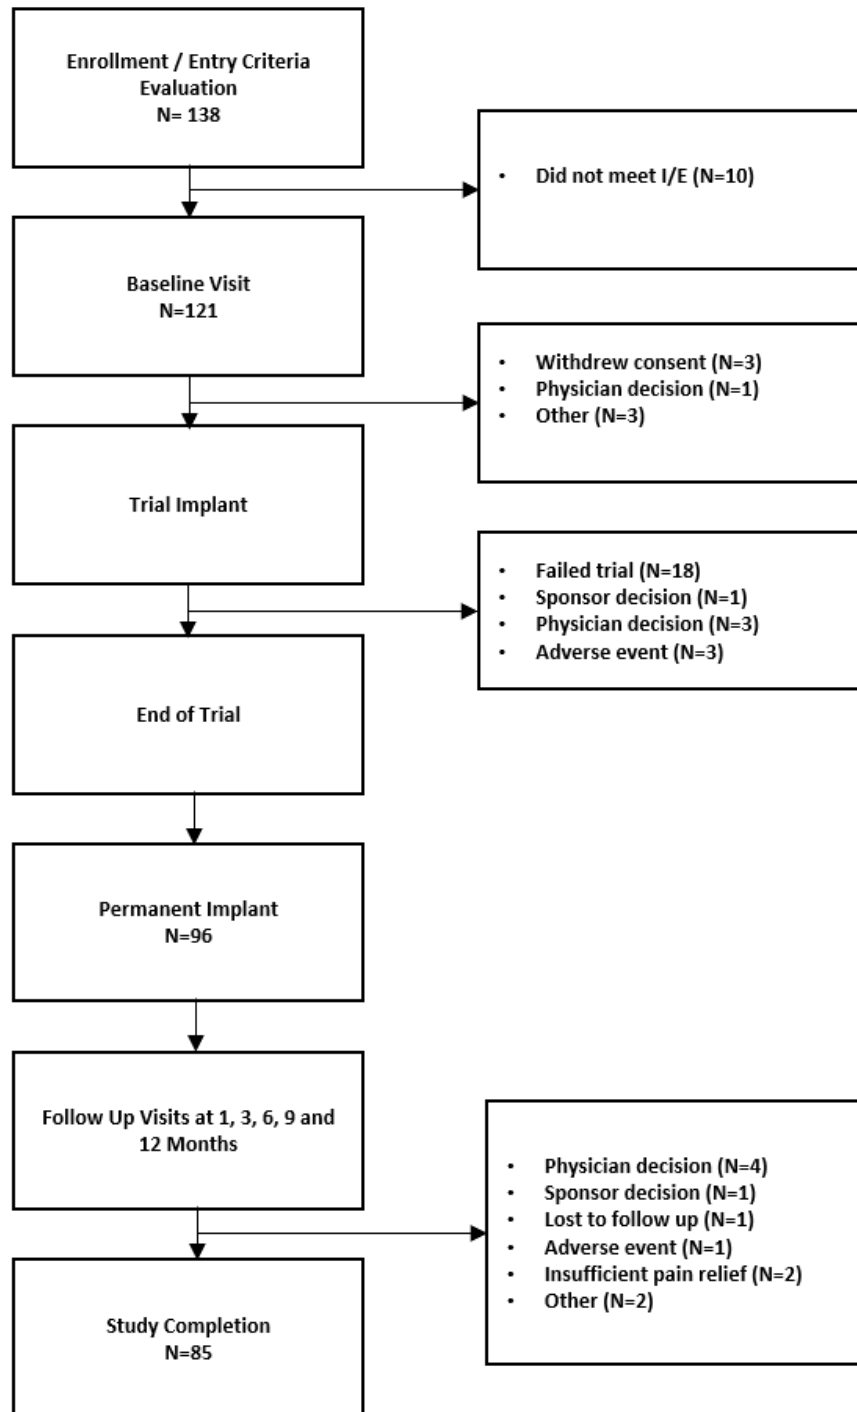 Enrollment / Entry Criteria
Evaluation
N= 138
• Did not meet I/E (N=10)
Baseline Visit
N=121
• Withdrew consent (N=3)
• Physician decision (N=1)
• Other (N=3)
Trial Implant
• Failed trial (N=18)
• Sponsor decision (N=1)
• Physician decision (N=3)
• Adverse event (N=3)
End of Trial
Permanent Implant
N=96
Follow Up Visits at 1, 3, 6, 9 and
12 Months
• Physician decision (N=4)
• Sponsor decision (N=1)
• Lost to follow up (N=1)
• Adverse event (N=1)
• Insufficient pain relief (N=2)
• Other (N=2)
Study Completion
N=85